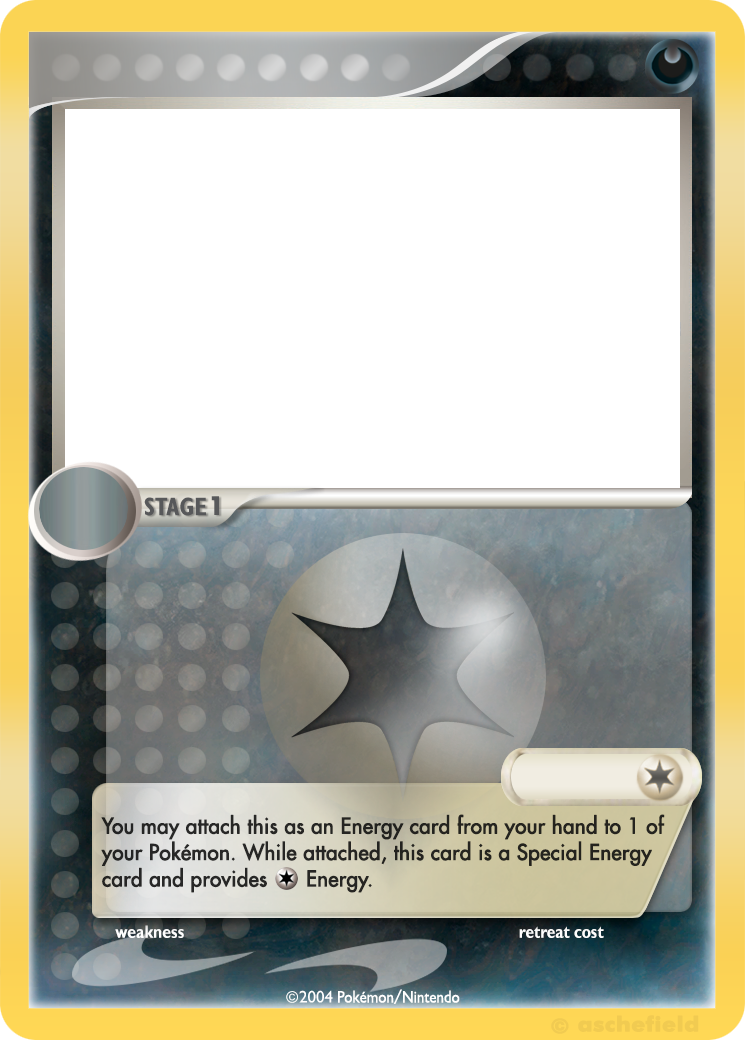 STAGE 1
You may attach this as an Energy card from your hand to 1 of
your Pokémon. While attached, this card is a Special Energy
card and provides Energy.
weakness
retreat cost
©2004 Pokémon/Nintendo
© aschefield